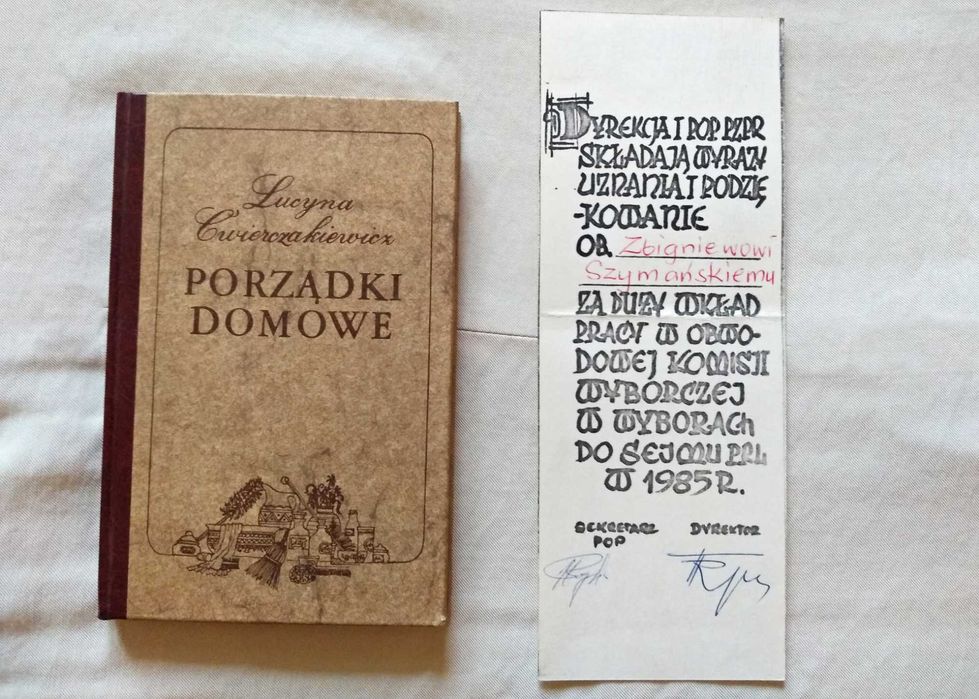 Lucyna
Ćwierczakiewicz
PORZĄDKI
DOMOWE
DYREKCJA I POP PZPR
SKŁADAJĄ WYRAZY
UZNANIA I PODZIĘ
-KOWANIE
OB. Zbigniewowi
Szymańskiemu
ZA DUŻY WKŁAD
PRACY W OBWO-
DOWEJ KOMISJI
WYBORCZEJ
W WYBORACH
DO SEJMU PRL
W 1985 R.
SEKRETARZ DYREKTOR
POP